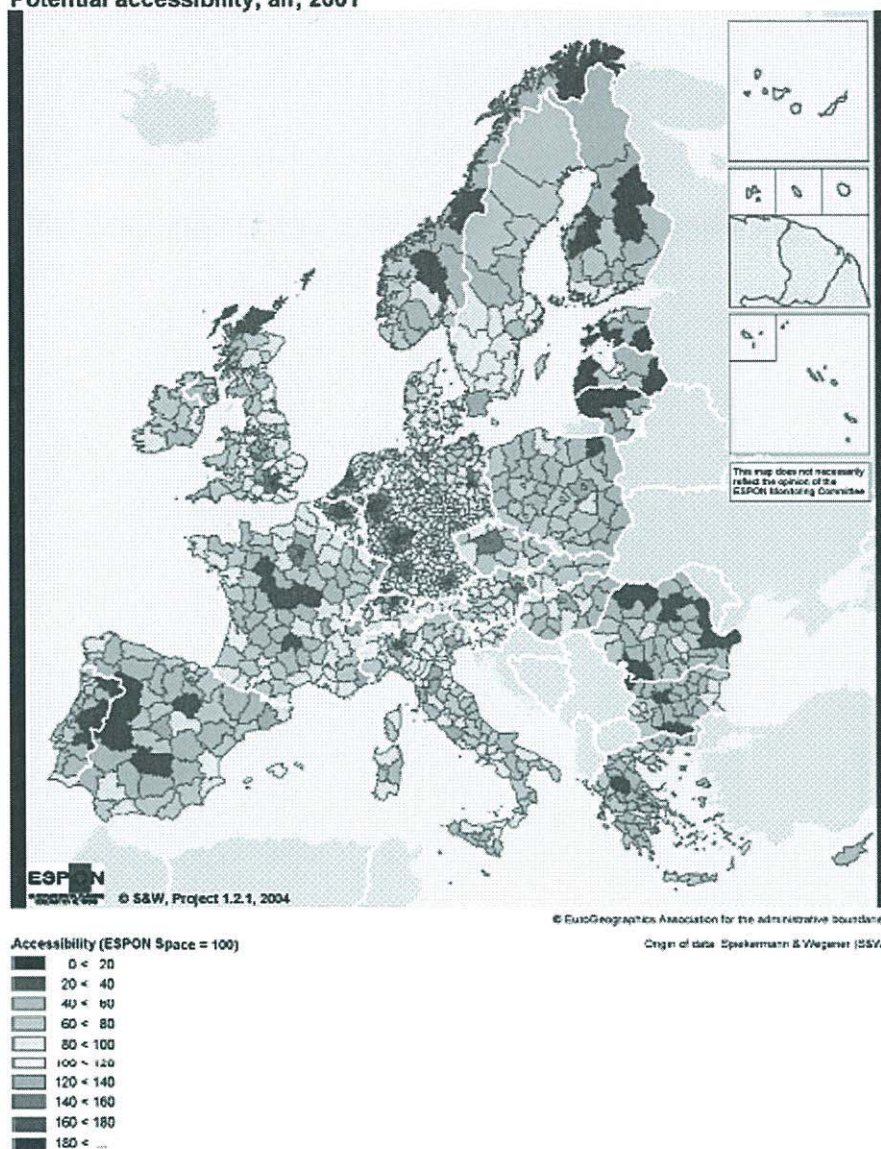 Potential accessibility, air, 2001
This map does not necessarily
reflect the opinion of the
ESPON Monitoring Committee
ESPON
© S&W, Project 1.2.1, 2004
© EuroGeographics Association for the administrative boundarie
Origin of data: Spiekermann & Wegener (S&W
Accessibility (ESPON Space = 100)
0 < 20
20 < 40
40 < 60
60 < 80
80 < 100
100 < 120
120 < 140
140 < 160
160 < 180
180 < ...